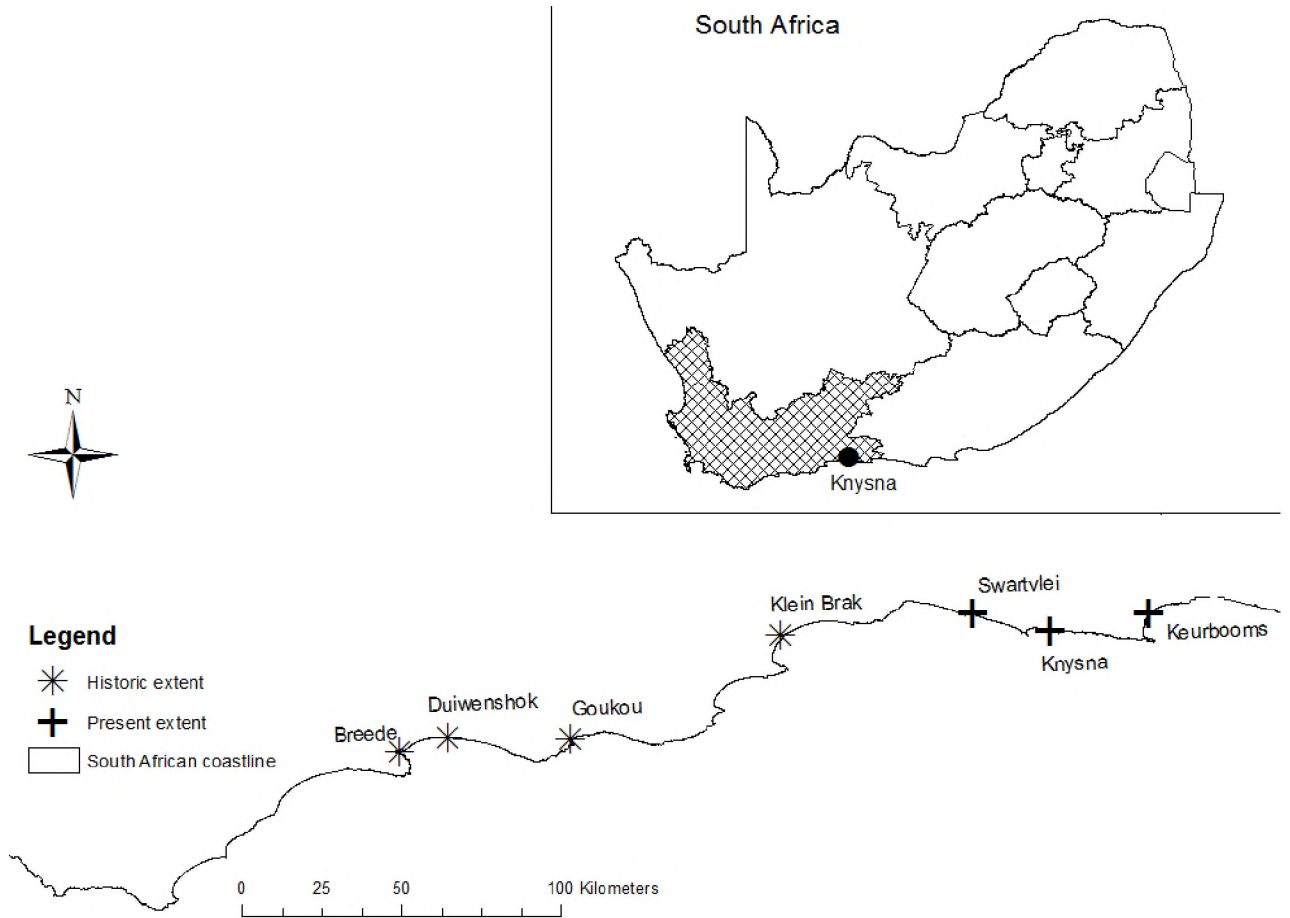 South Africa
Knysna
N
Swartvlei
Klein Brak
Keurbooms
Knysna
Duiwenshok
Goukou
Breede
Legend
Historic extent
Present extent
South African coastline
0 25 50 100 Kilometers